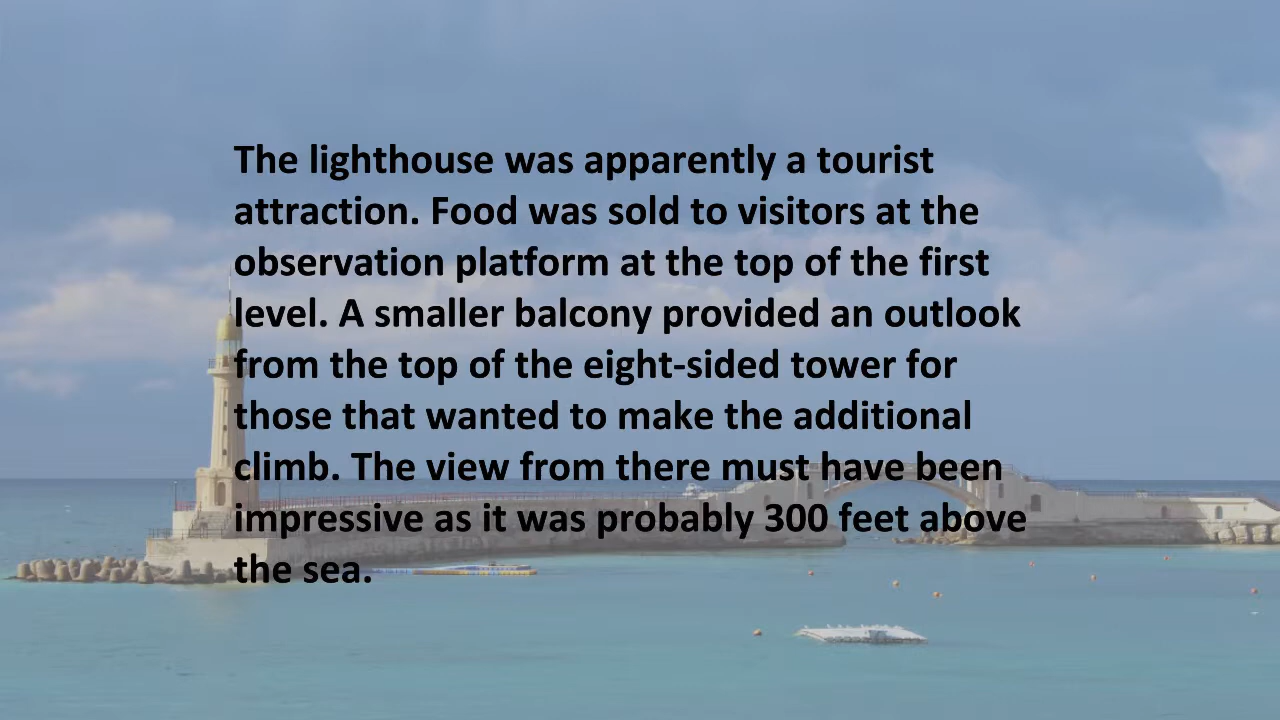 The lighthouse was apparently a tourist
attraction. Food was sold to visitors at the
observation platform at the top of the first
level. A smaller balcony provided an outlook
from the top of the eight-sided tower for
those that wanted to make the additional
climb. The view from there must have been
impressive as it was probably 300 feet above
the sea.